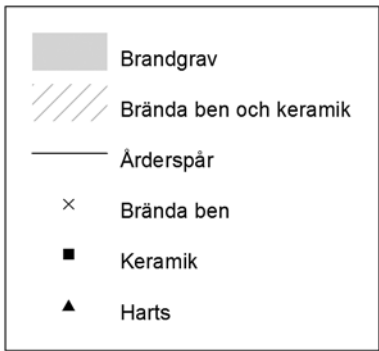 Brandgrav
Brända ben och keramik
Årderspår
Brända ben
Keramik
Harts